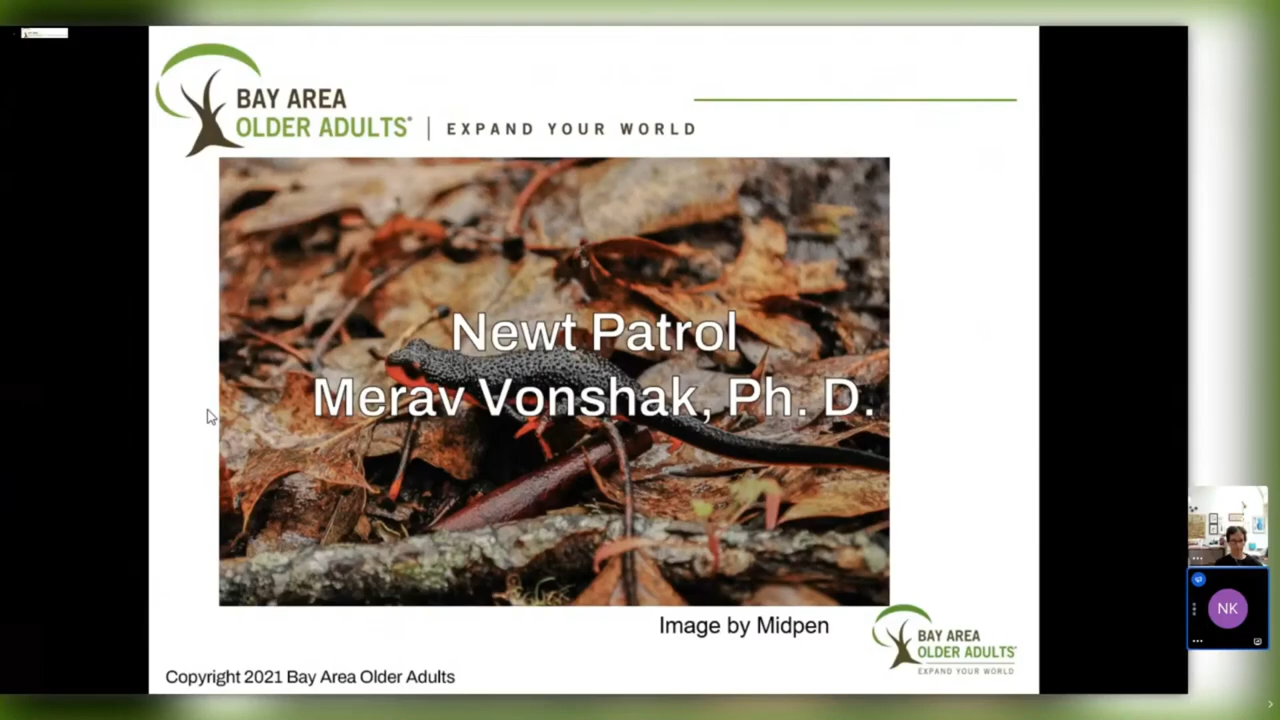 BAY AREA
OLDER ADULTS® | EXPAND YOUR WORLD
Newt Patrol
Merav Vonshak, Ph. D.
Image by Midpen
BAY AREA
OLDER ADULTS®
EXPAND YOUR WORLD
Copyright 2021 Bay Area Older Adults
NK